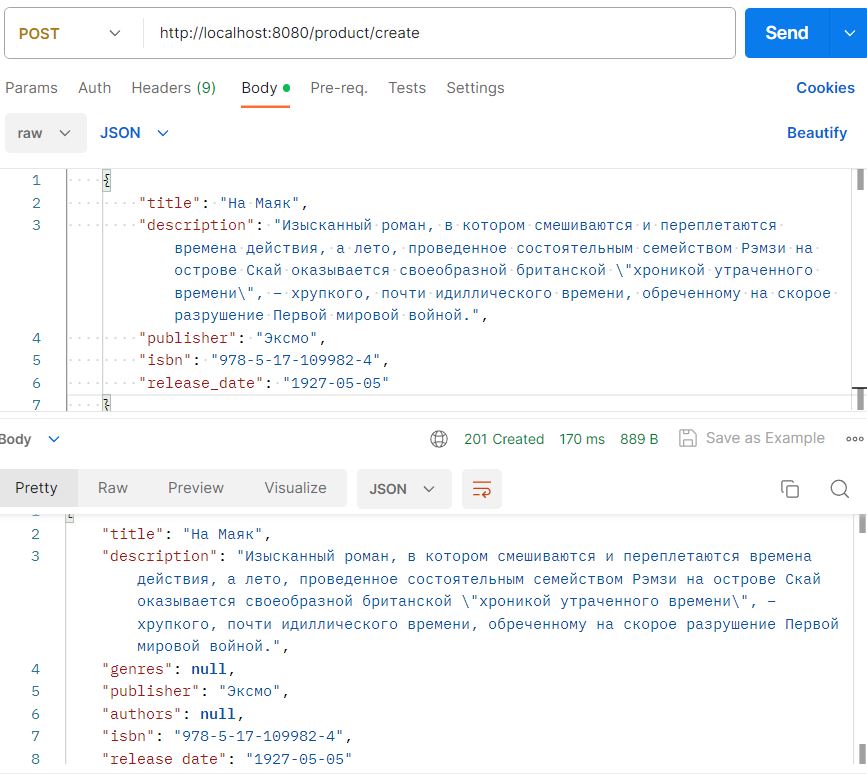 POST http://localhost:8080/product/create Send
Params Auth Headers (9) Body Pre-req. Tests Settings Cookies
raw JSON Beautify
1 {
2 "title": "На Маяк",
3 "description": "Изысканный роман, в котором смешиваются и переплетаются
времена действия, а лето, проведенное состоятельным семейством Рэмзи на
острове Скай оказывается своеобразной британской \"хроникой утраченного
времени\", – хрупкого, почти идиллического времени, обреченному на скорое
разрушение Первой мировой войной.",
4 "publisher": "Эксмо",
5 "isbn": "978-5-17-109982-4",
6 "release_date": "1927-05-05"
7 }
Body 201 Created 170 ms 889 B Save as Example
Pretty Raw Preview Visualize JSON
1 {
2 "title": "На Маяк",
3 "description": "Изысканный роман, в котором смешиваются и переплетаются времена
действия, а лето, проведенное состоятельным семейством Рэмзи на острове Скай
оказывается своеобразной британской \"хроникой утраченного времени\", –
хрупкого, почти идиллического времени, обреченному на скорое разрушение Первой
мировой войной.",
4 "genres": null,
5 "publisher": "Эксмо",
6 "authors": null,
7 "isbn": "978-5-17-109982-4",
8 "release_date": "1927-05-05"